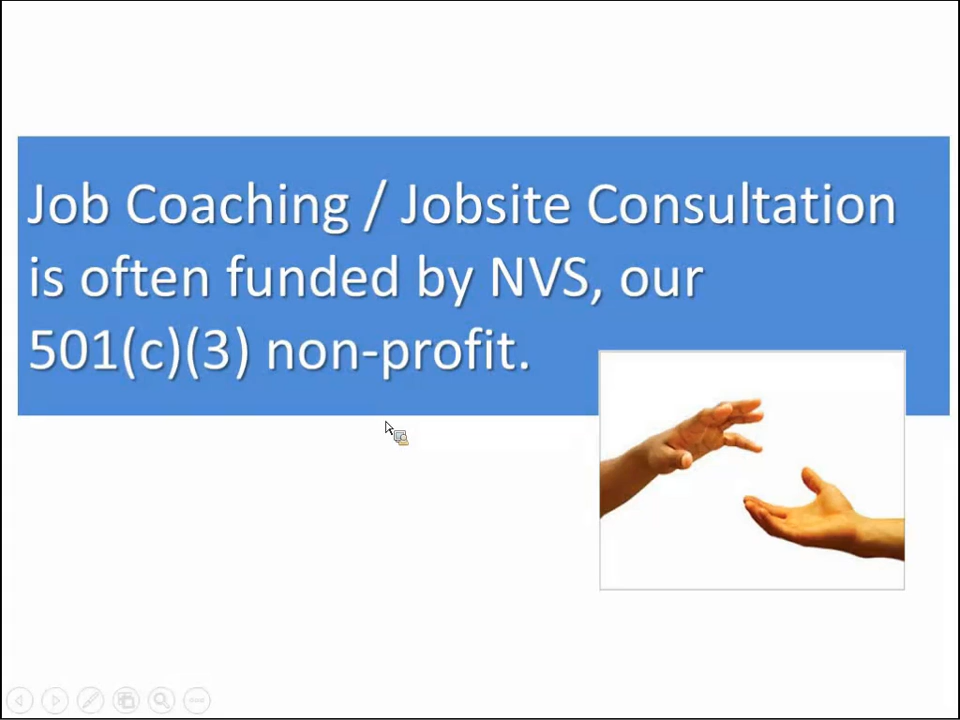 Job Coaching / Jobsite Consultation
is often funded by NVS, our
501(c)(3) non-profit.